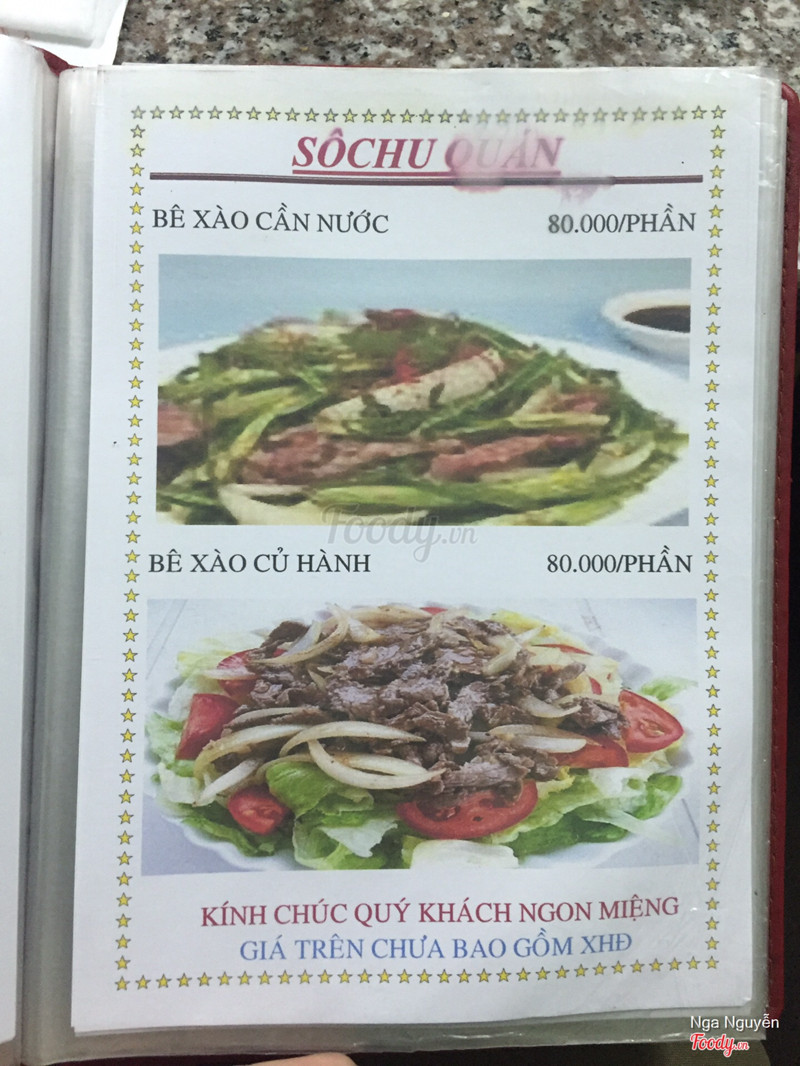 SÔCHU QUÁN
BÊ XÀO CẦN NƯỚC 80.000/PHẦN
Foody.vn
BÊ XÀO CỦ HÀNH 80.000/PHẦN
KÍNH CHÚC QUÝ KHÁCH NGON MIỆNG
GIÁ TRÊN CHƯA BAO GỒM XHĐ
Nga Nguyễn
Foody.vn